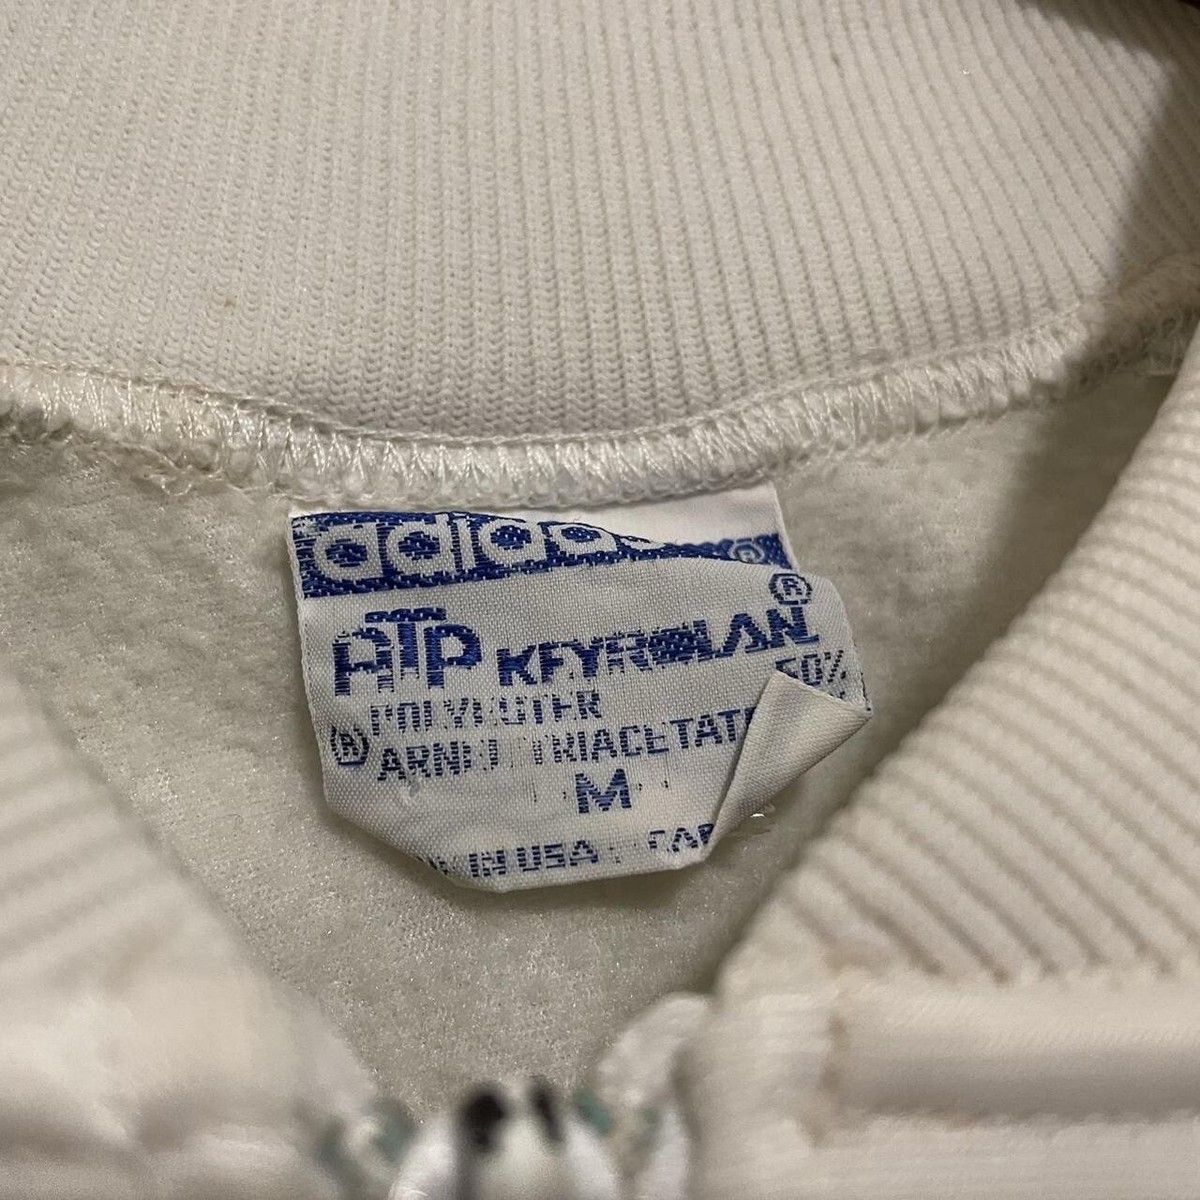 adidas ®
ATP KEYROLAN®
POLYESTER 50%
® ARNEL TRIACETATE
M
IN USA